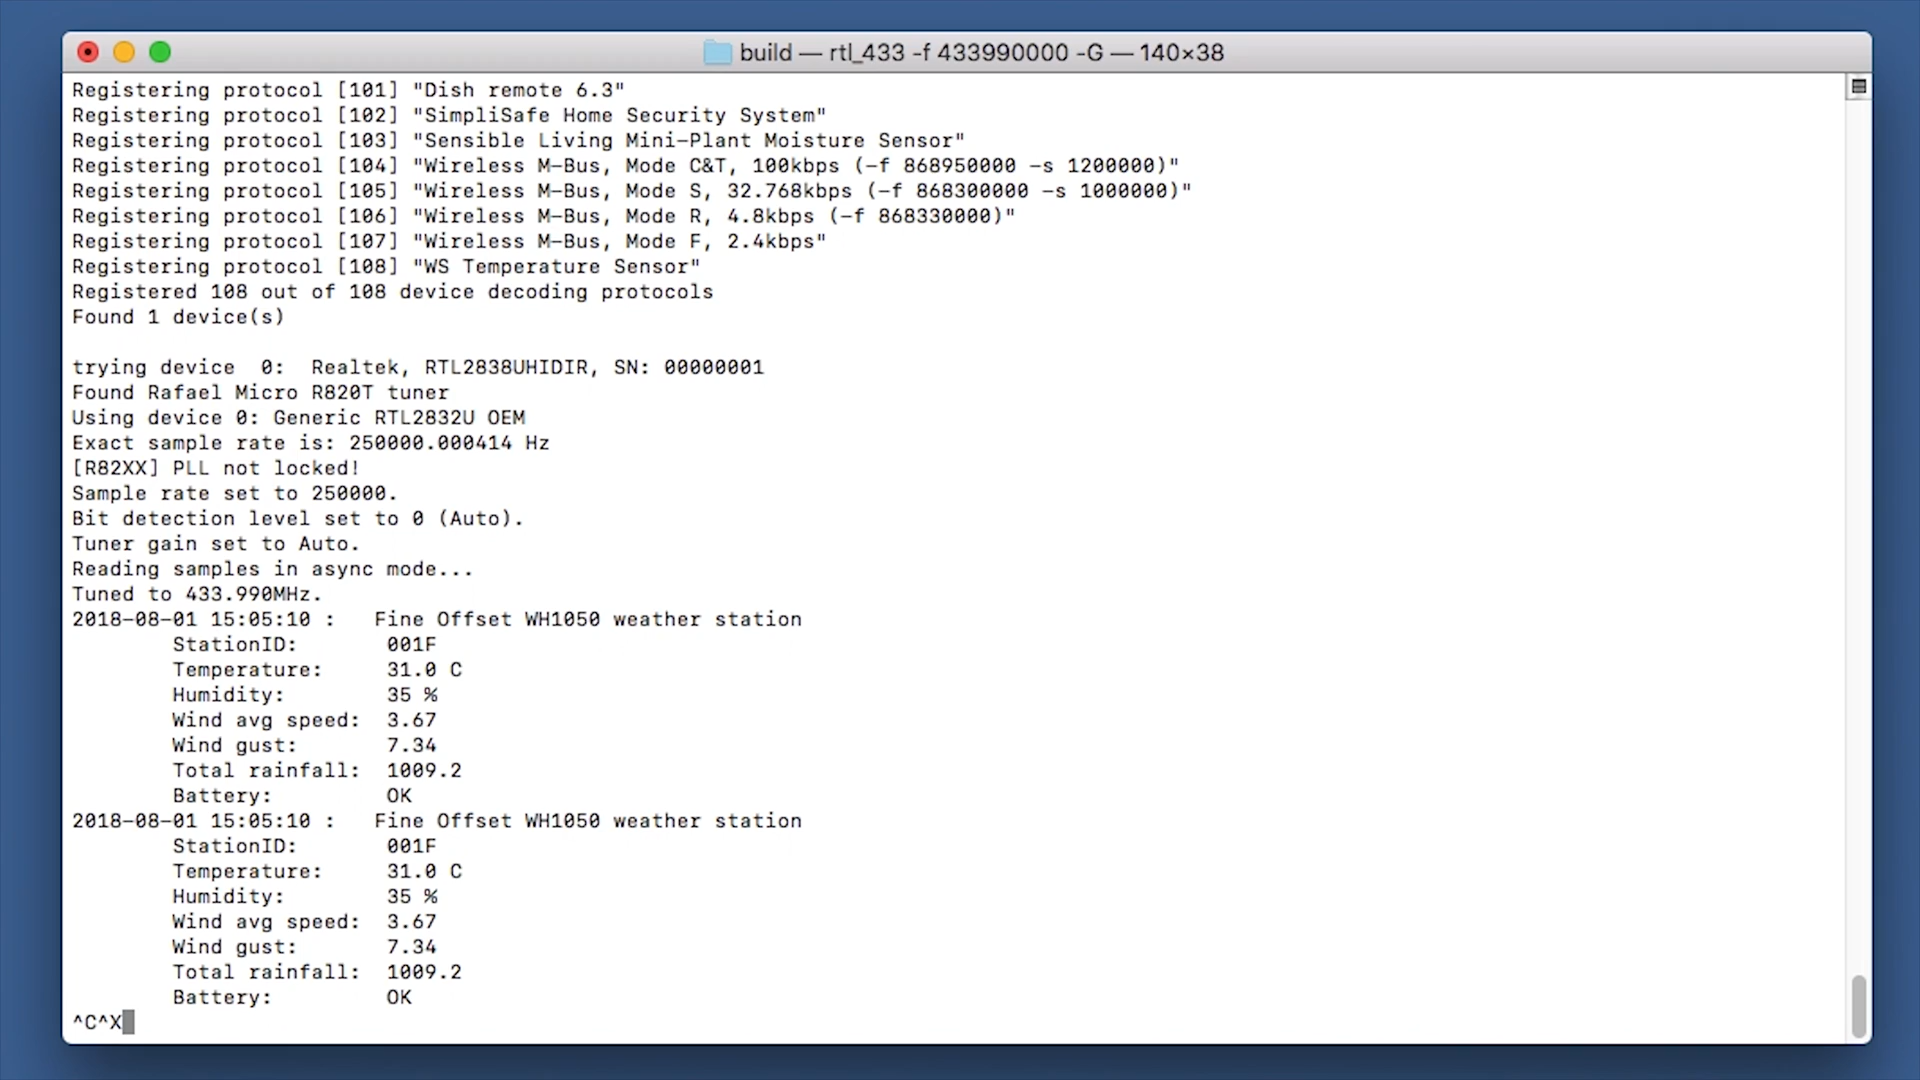 build — rtl_433 -f 433990000 -G — 140×38
Registering protocol [101] "Dish remote 6.3"
Registering protocol [102] "SimpliSafe Home Security System"
Registering protocol [103] "Sensible Living Mini-Plant Moisture Sensor"
Registering protocol [104] "Wireless M-Bus, Mode C&T, 100kbps (-f 868950000 -s 1200000)"
Registering protocol [105] "Wireless M-Bus, Mode S, 32.768kbps (-f 868300000 -s 1000000)"
Registering protocol [106] "Wireless M-Bus, Mode R, 4.8kbps (-f 868330000)"
Registering protocol [107] "Wireless M-Bus, Mode F, 2.4kbps"
Registering protocol [108] "WS Temperature Sensor"
Registered 108 out of 108 device decoding protocols
Found 1 device(s)
trying device  0:  Realtek, RTL2838UHIDIR, SN: 00000001
Found Rafael Micro R820T tuner
Using device 0: Generic RTL2832U OEM
Exact sample rate is: 250000.000414 Hz
[R82XX] PLL not locked!
Sample rate set to 250000.
Bit detection level set to 0 (Auto).
Tuner gain set to Auto.
Reading samples in async mode...
Tuned to 433.990MHz.
2018-08-01 15:05:10 :   Fine Offset WH1050 weather station
StationID:       001F
Temperature:     31.0 C
Humidity:        35 %
Wind avg speed:  3.67
Wind gust:       7.34
Total rainfall:  1009.2
Battery:         OK
2018-08-01 15:05:10 :   Fine Offset WH1050 weather station
StationID:       001F
Temperature:     31.0 C
Humidity:        35 %
Wind avg speed:  3.67
Wind gust:       7.34
Total rainfall:  1009.2
Battery:         OK
^C^X